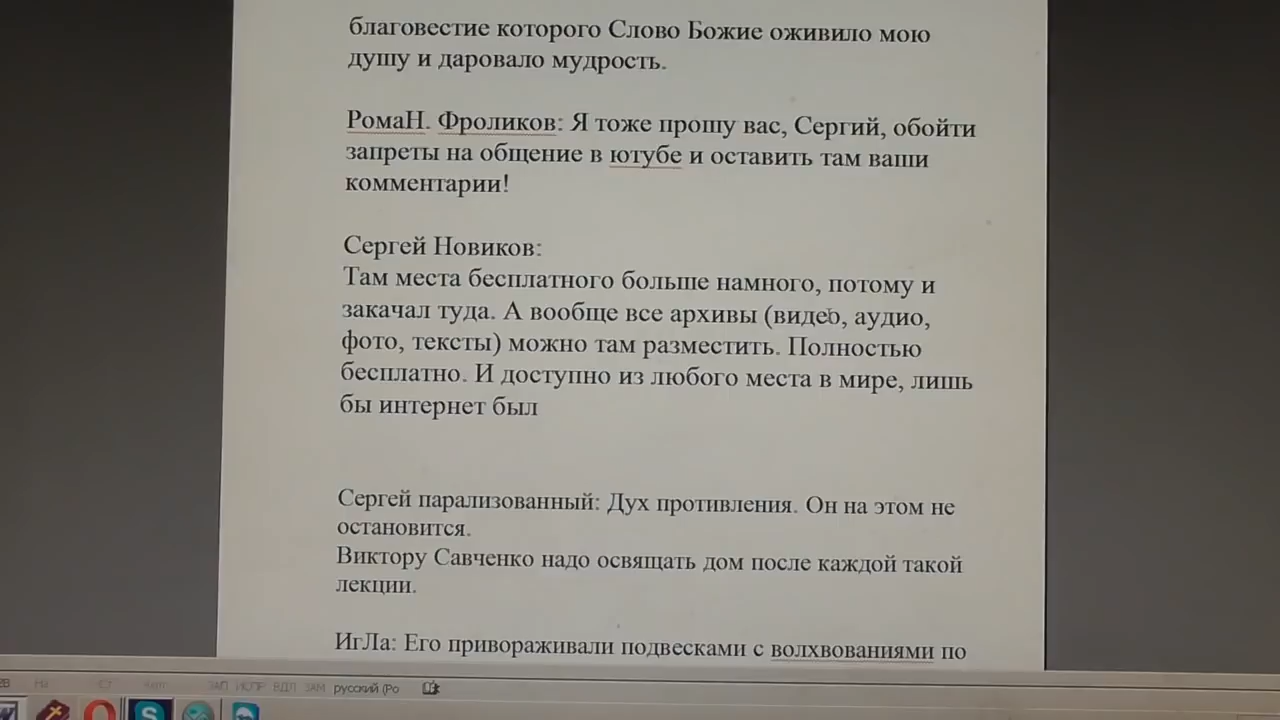 благовестие которого Слово Божие оживило мою
душу и даровало мудрость.
РомаН. Фроликов: Я тоже прошу вас, Сергий, обойти
запреты на общение в ютубе и оставить там ваши
комментарии!
Сергей Новиков:
Там места бесплатного больше намного, потому и
закачал туда. А вообще все архивы (видео, аудио,
фото, тексты) можно там разместить. Полностью
бесплатно. И доступно из любого места в мире, лишь
бы интернет был
Сергей парализованный: Дух противления. Он на этом не
остановится.
Виктору Савченко надо освящать дом после каждой такой
лекции.
ИгЛа: Его привораживали подвесками с волхвованиями по
ЗАП ИСПР ВДЛ ЗАМ русский (Ро